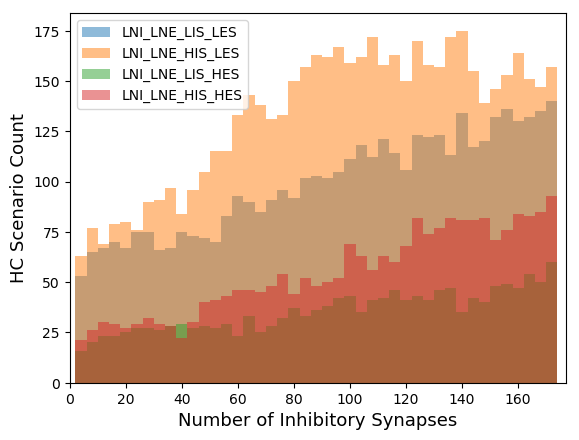 LNI_LNE_LIS_LES
LNI_LNE_HIS_LES
LNI_LNE_LIS_HES
LNI_LNE_HIS_HES
HC Scenario Count
175
150
125
100
75
50
25
0
0 20 40 60 80 100 120 140 160
Number of Inhibitory Synapses